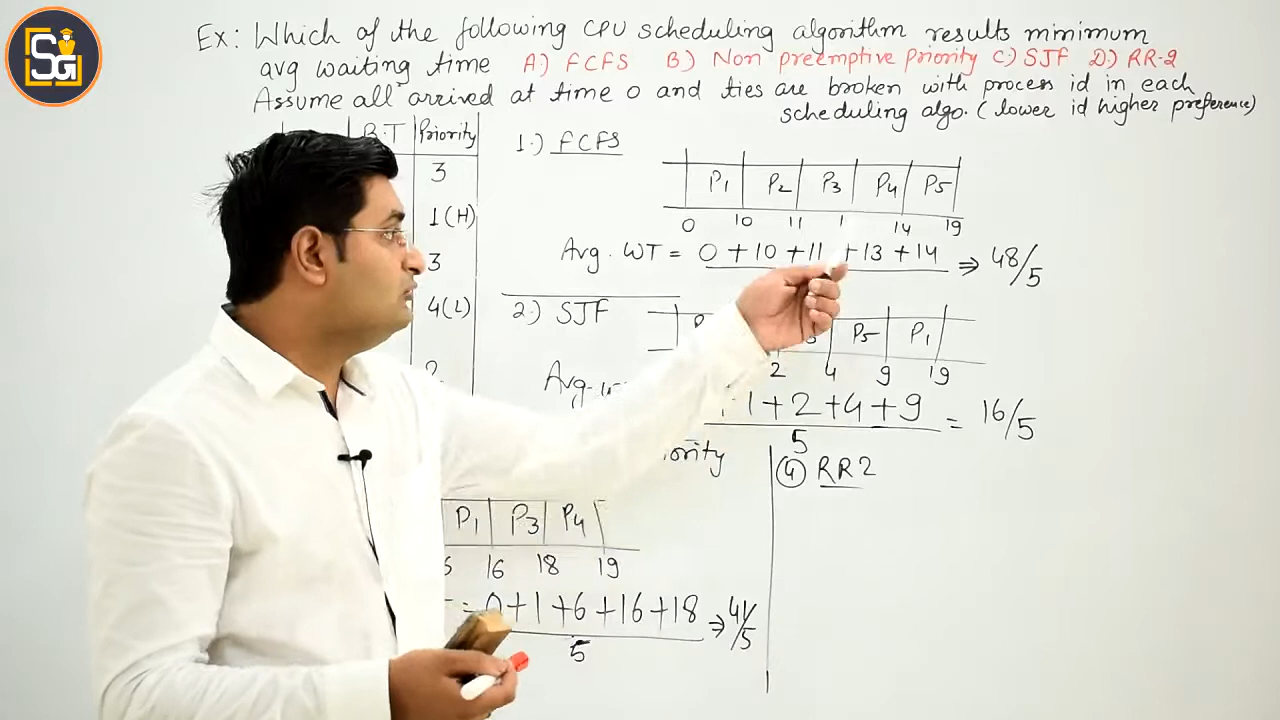 SG
Ex: Which of the following CPU scheduling algorithm results minimum
avg waiting time A) FCFS B) Non preemptive Priority C) SJF D) RR-2
Assume all arrived at time 0 and ties are broken with process id in each
scheduling algo. (lower id higher preference)
B.T Priority
3
1(H)
3
4(L)
2
1.) FCFS
P1 P2 P3 P4 P5
0 10 11 14 19
Avg. WT = 0 + 10 + 11 + 13 + 14 ⇒ 48/5
2.) SJF
P5 P1
2 4 9 19
1 + 2 + 4 + 9 = 16/5
5
P1 P3 P4
16 18 19
= 0 + 1 + 6 + 16 + 18 ⇒ 41/5
5
4 RR2